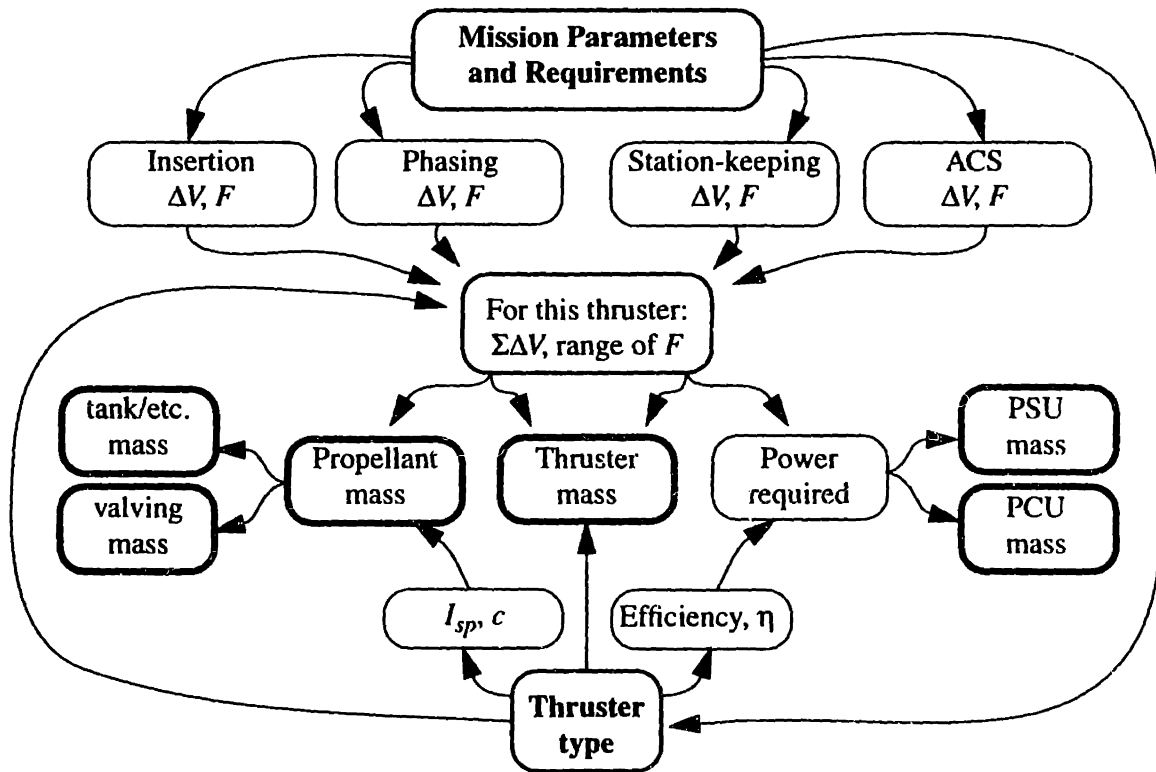 Mission Parameters
and Requirements
Insertion
ΔV, F
Phasing
ΔV, F
Station-keeping
ΔV, F
ACS
ΔV, F
For this thruster:
ΣΔV, range of F
tank/etc.
mass
valving
mass
Propellant
mass
Thruster
mass
Power
required
PSU
mass
PCU
mass
I_sp, c
Efficiency, η
Thruster
type